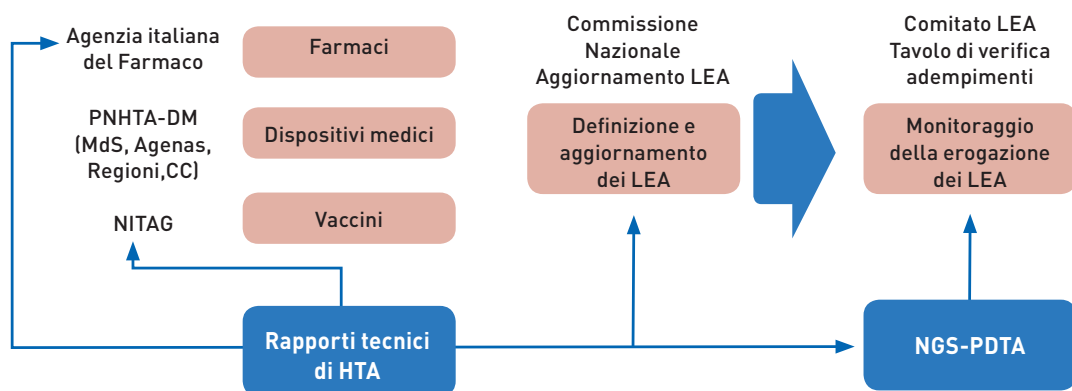 Agenzia italiana
del Farmaco
Farmaci
PNHTA-DM
(MdS, Agenas,
Regioni,CC)
Dispositivi medici
NITAG
Vaccini
Commissione
Nazionale
Aggiornamento LEA
Definizione e
aggiornamento
dei LEA
Comitato LEA
Tavolo di verifica
adempimenti
Monitoraggio
della erogazione
dei LEA
Rapporti tecnici
di HTA
NGS-PDTA